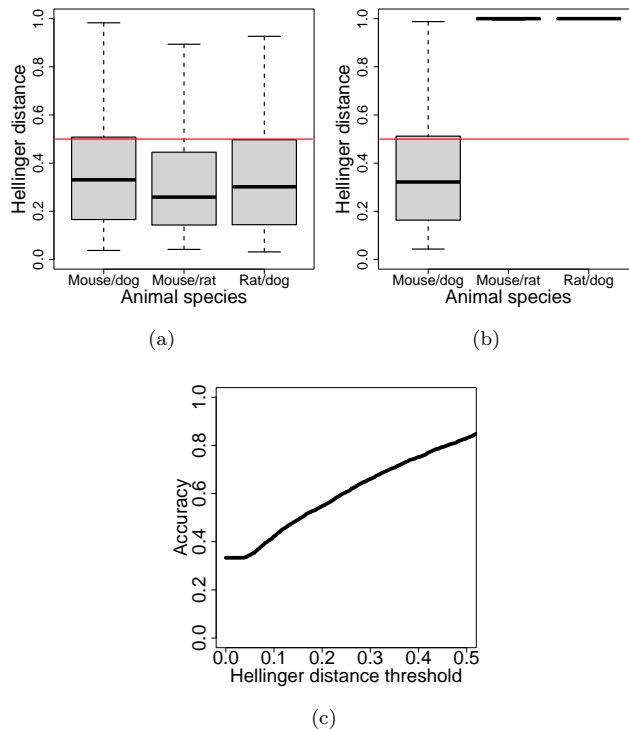 Hellinger distance
0.0 0.2 0.4 0.6 0.8 1.0
Mouse/dog Mouse/rat Rat/dog
Animal species
(a)
Hellinger distance
0.0 0.2 0.4 0.6 0.8 1.0
Mouse/dog Mouse/rat Rat/dog
Animal species
(b)
Accuracy
0.0 0.2 0.4 0.6 0.8 1.0
0.0 0.1 0.2 0.3 0.4 0.5
Hellinger distance threshold
(c)